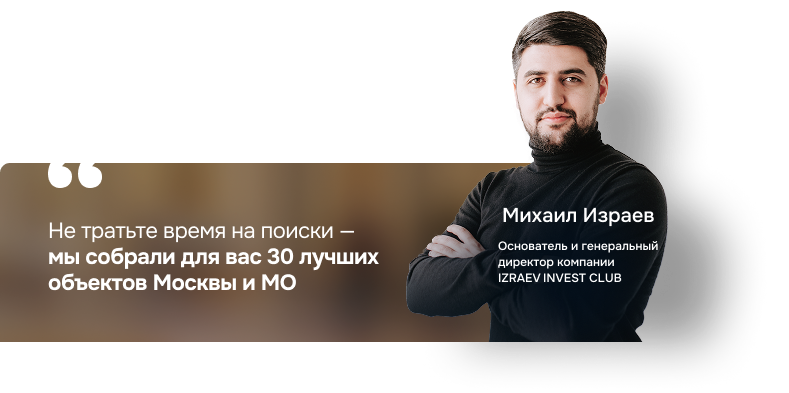 Не тратьте время на поиски —
мы собрали для вас 30 лучших
объектов Москвы и МО
Михаил Израев
Основатель и генеральный
директор компании
IZRAEV INVEST CLUB